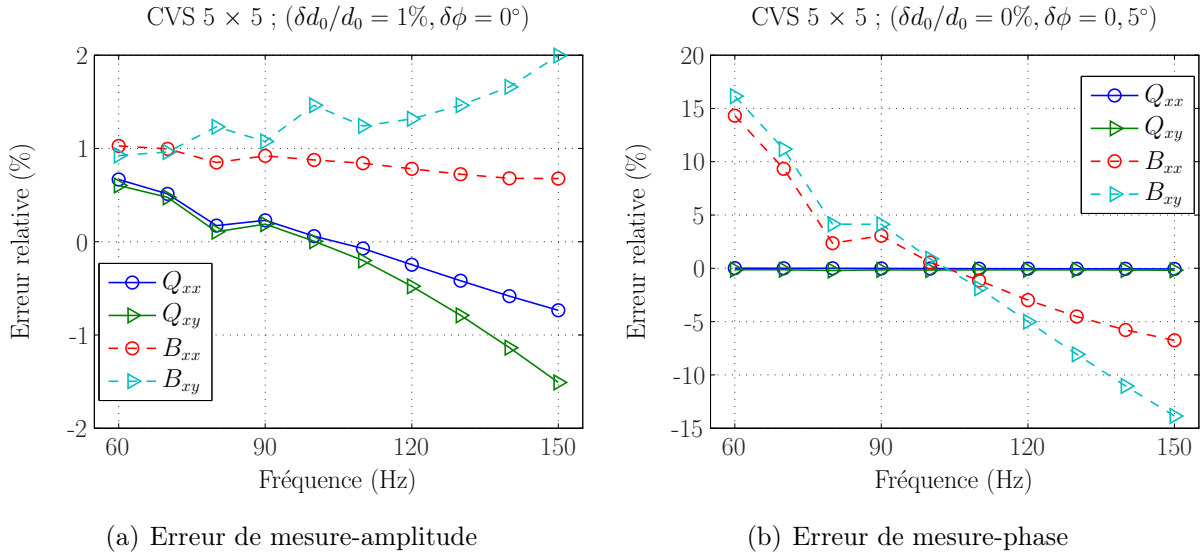 CVS 5 × 5 ; (δd₀/d₀ = 1%, δϕ = 0°)
2
1
0
-1
-2
Erreur relative (%)
Q_xx
Q_xy
B_xx
B_xy
60
90
120
150
Fréquence (Hz)
(a) Erreur de mesure-amplitude
CVS 5 × 5 ; (δd₀/d₀ = 0%, δϕ = 0, 5°)
20
15
10
5
0
-5
-10
-15
Erreur relative (%)
Q_xx
Q_xy
B_xx
B_xy
60
90
120
150
Fréquence (Hz)
(b) Erreur de mesure-phase